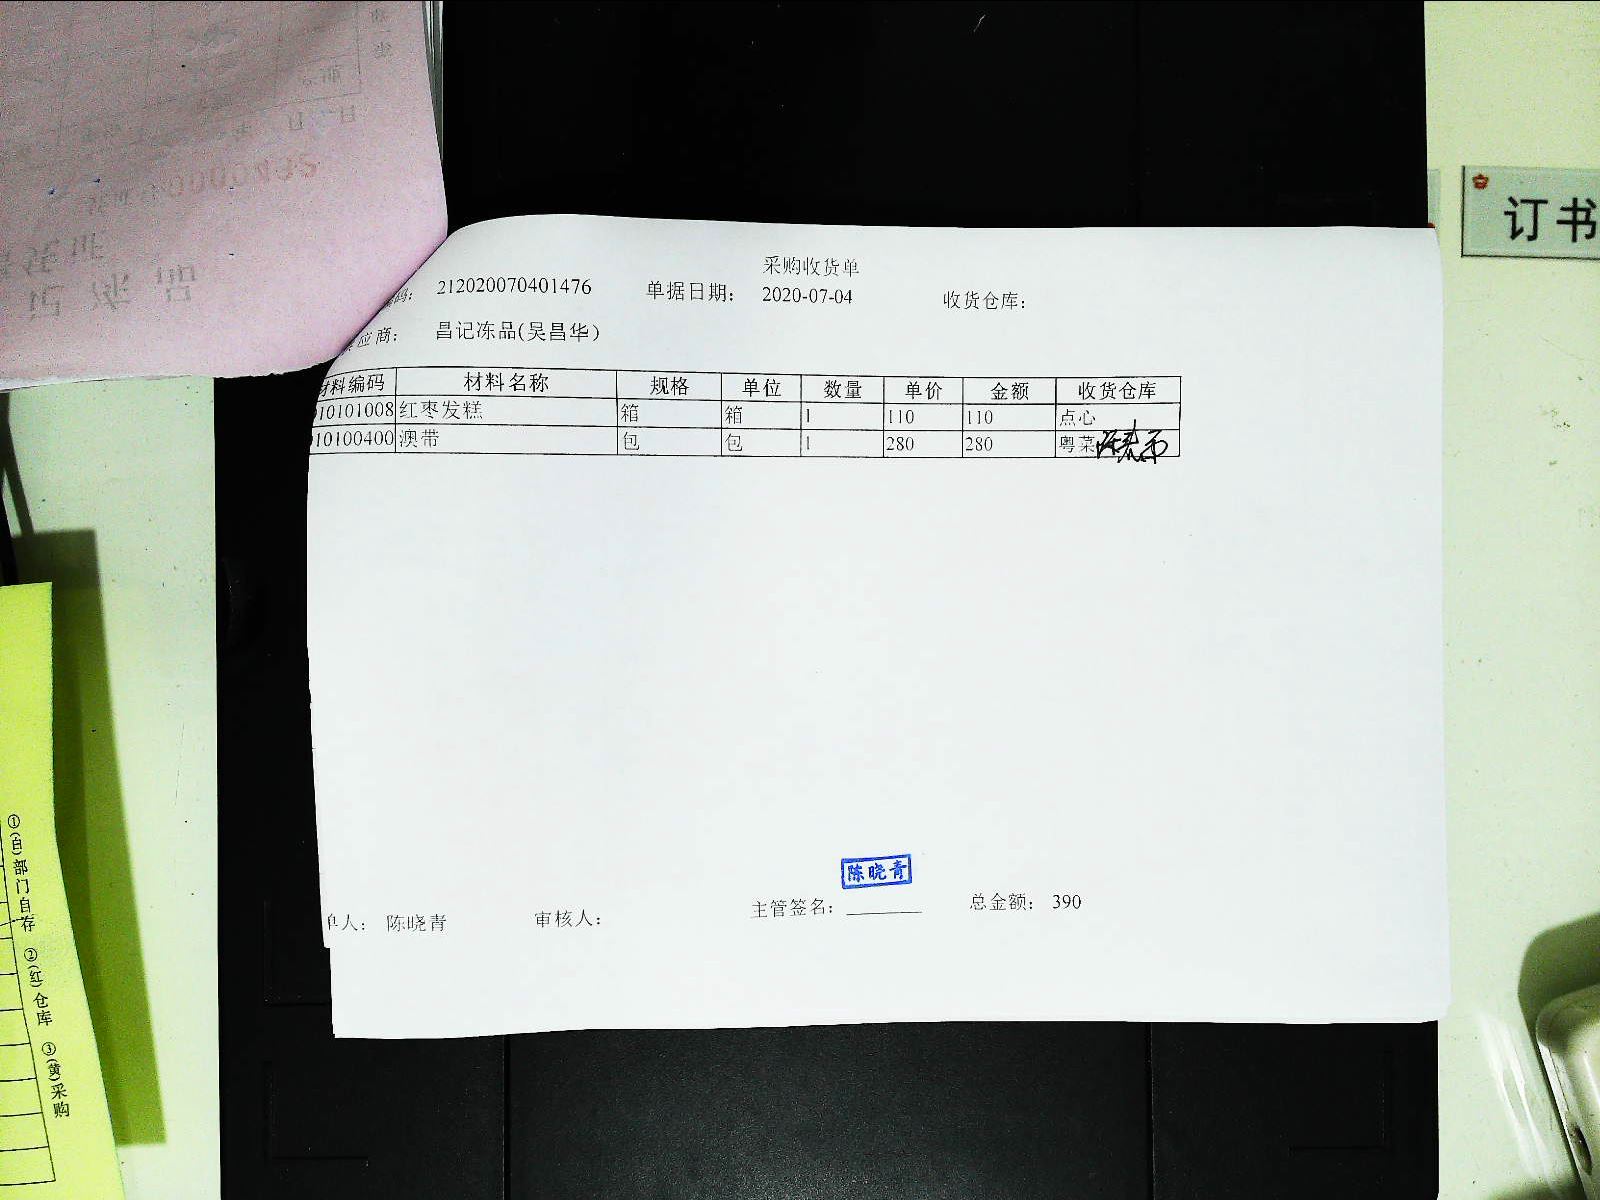 采购收货单
码： 212020070401476 单据日期： 2020-07-04 收货仓库：
应商： 昌记冻品(吴昌华)
材料编码 材料名称 规格 单位 数量 单价 金额 收货仓库
10101008 红枣发糕 箱 箱 1 110 110 点心
10100400 澳带 包 包 1 280 280 粤菜
陈晓青
单人： 陈晓青 审核人： 主管签名： 总金额： 390
订书
①(白)部门自存 ②(红)仓库 ③(黄)采购